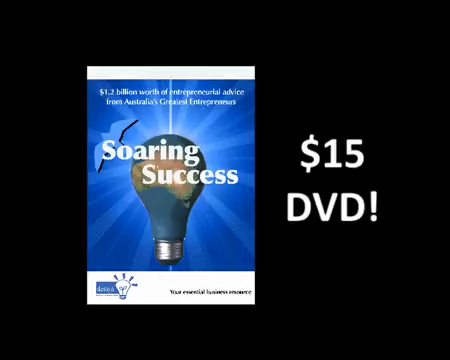 $1.2 billion worth of entrepreneurial advice
from Australia's Greatest Entrepreneurs
Soaring
Success
Your essential business resource
$15
DVD!